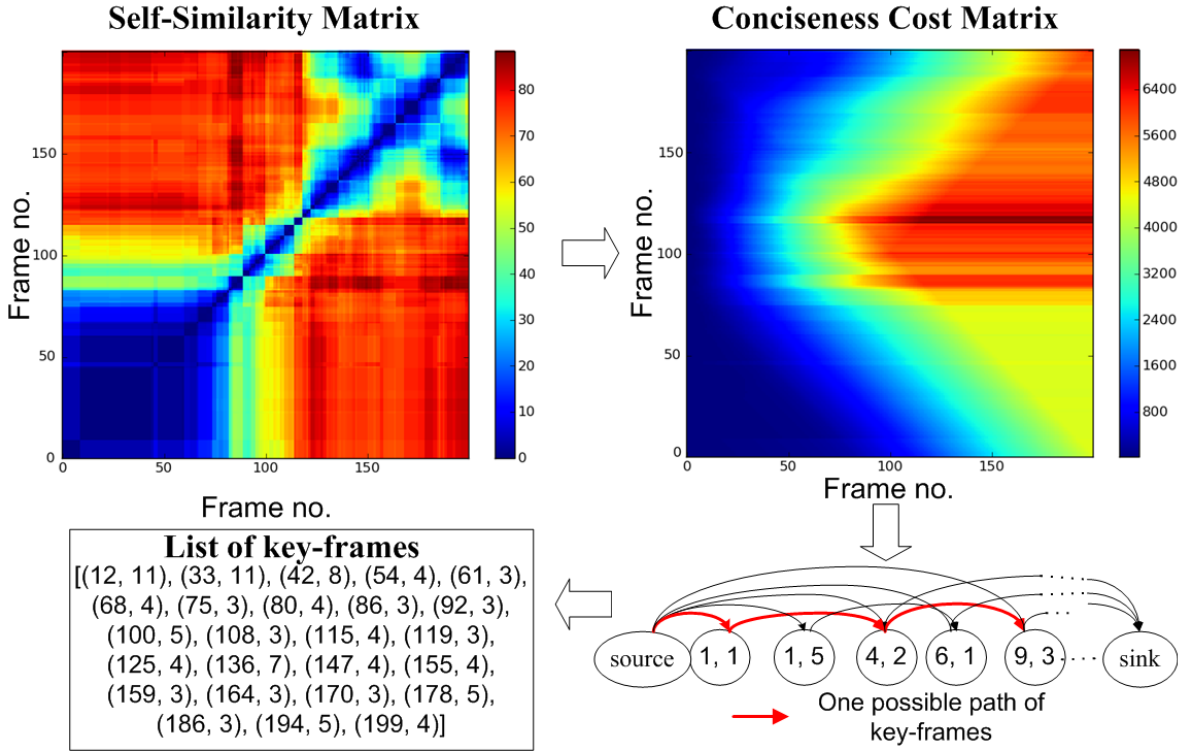 Self-Similarity Matrix
Conciseness Cost Matrix
Frame no.
150
100
50
0
0
100
150
Frame no.
80
70
60
50
40
30
20
10
0
Frame no.
150
100
50
0
0
50
100
150
Frame no.
6400
5600
4800
4000
3200
2400
1600
800
List of key-frames
[(12, 11), (33, 11), (42, 8), (54, 4), (61, 3),
(68, 4), (75, 3), (80, 4), (86, 3), (92, 3),
(100, 5), (108, 3), (115, 4), (119, 3),
(125, 4), (136, 7), (147, 4), (155, 4),
(159, 3), (164, 3), (170, 3), (178, 5),
(186, 3), (194, 5), (199, 4)]
source 1, 1 1, 5 4, 2 6, 1 9, 3 sink
One possible path of
key-frames